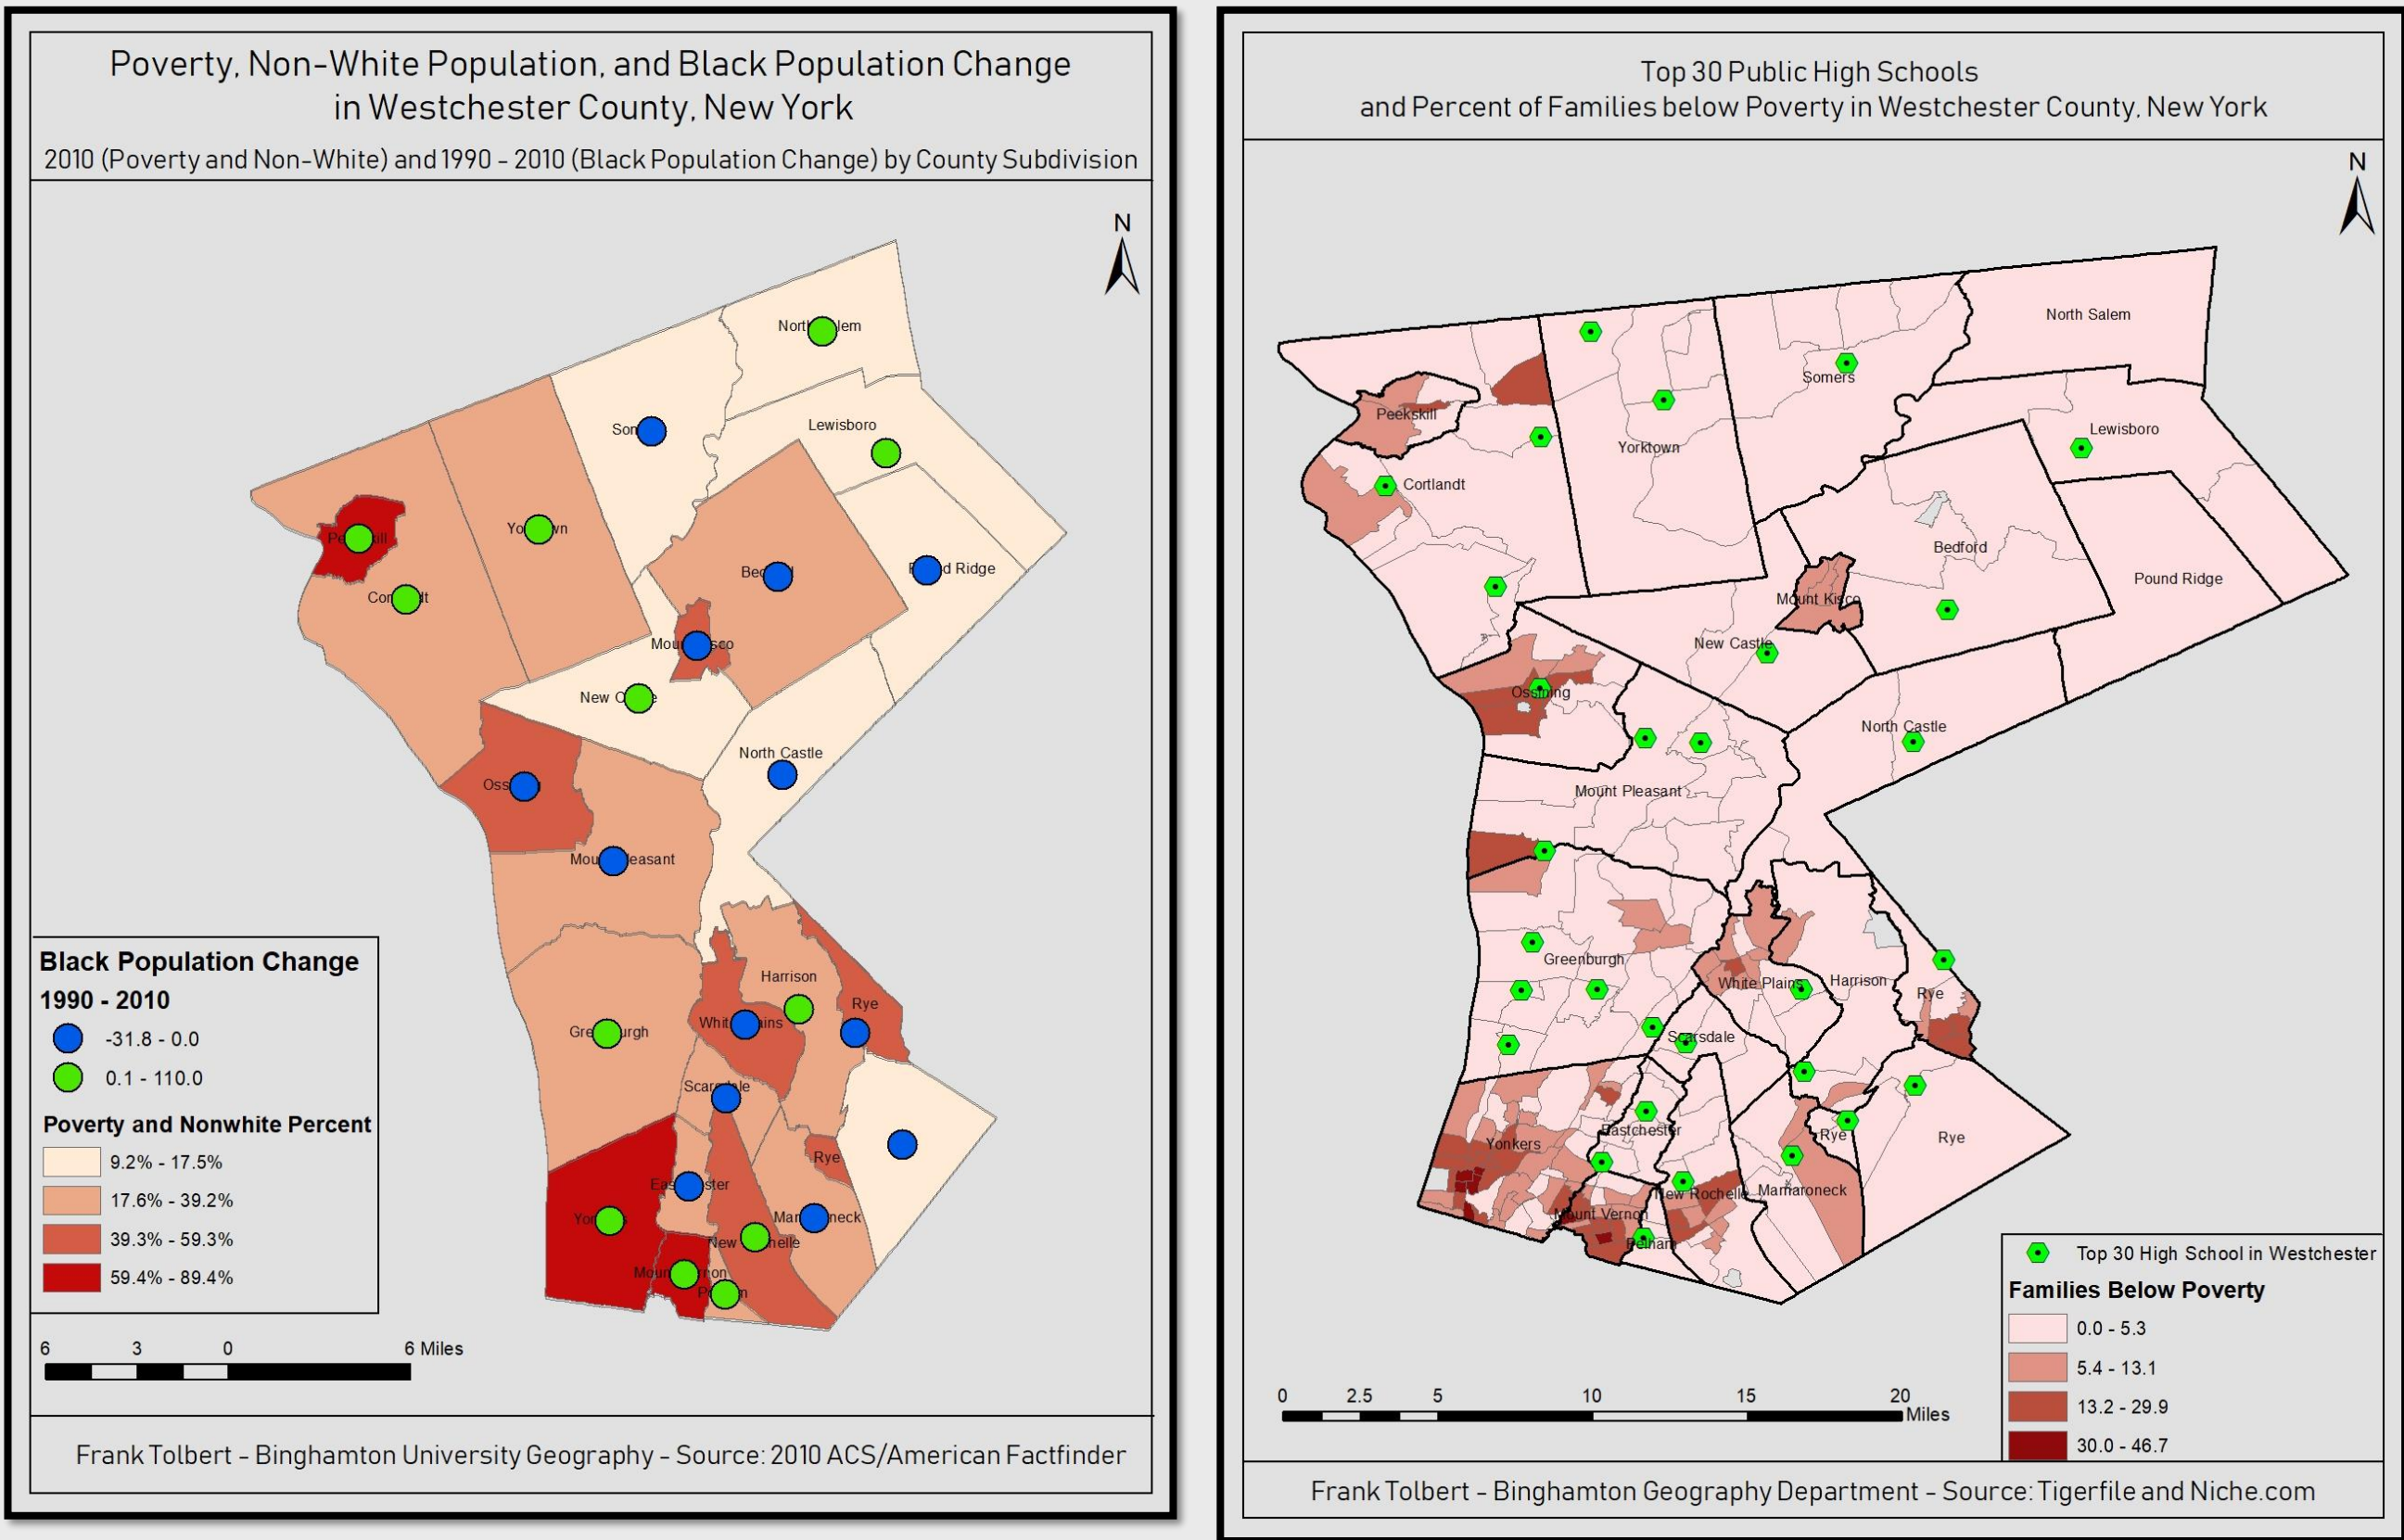 Poverty, Non-White Population, and Black Population Change
in Westchester County, New York
2010 (Poverty and Non-White) and 1990 - 2010 (Black Population Change) by County Subdivision
N
Lewisboro
Ridge
New
North Castle
Harrison
Rye
Rye
New
Black Population Change
1990 - 2010
-31.8 - 0.0
0.1 - 110.0
Poverty and Nonwhite Percent
9.2% - 17.5%
17.6% - 39.2%
39.3% - 59.3%
59.4% - 89.4%
6 3 0 6 Miles
Frank Tolbert - Binghamton University Geography - Source: 2010 ACS/American Factfinder
Top 30 Public High Schools
and Percent of Families below Poverty in Westchester County, New York
N
North Salem
Somers
Peekskill
Lewisboro
Yorktown
Cortlandt
Bedford
Pound Ridge
Mount Kisco
New Castle
Ossining
North Castle
Mount Pleasant
Greenburgh
White Plains
Harrison
Rye
Scarsdale
Eastchester
Yonkers
Rye
Rye
New Rochelle
Mamaroneck
Mount Vernon
Pelham
Top 30 High School in Westchester
Families Below Poverty
0.0 - 5.3
5.4 - 13.1
13.2 - 29.9
30.0 - 46.7
0 2.5 5 10 15 20
Miles
Frank Tolbert - Binghamton Geography Department - Source: Tigerfile and Niche.com